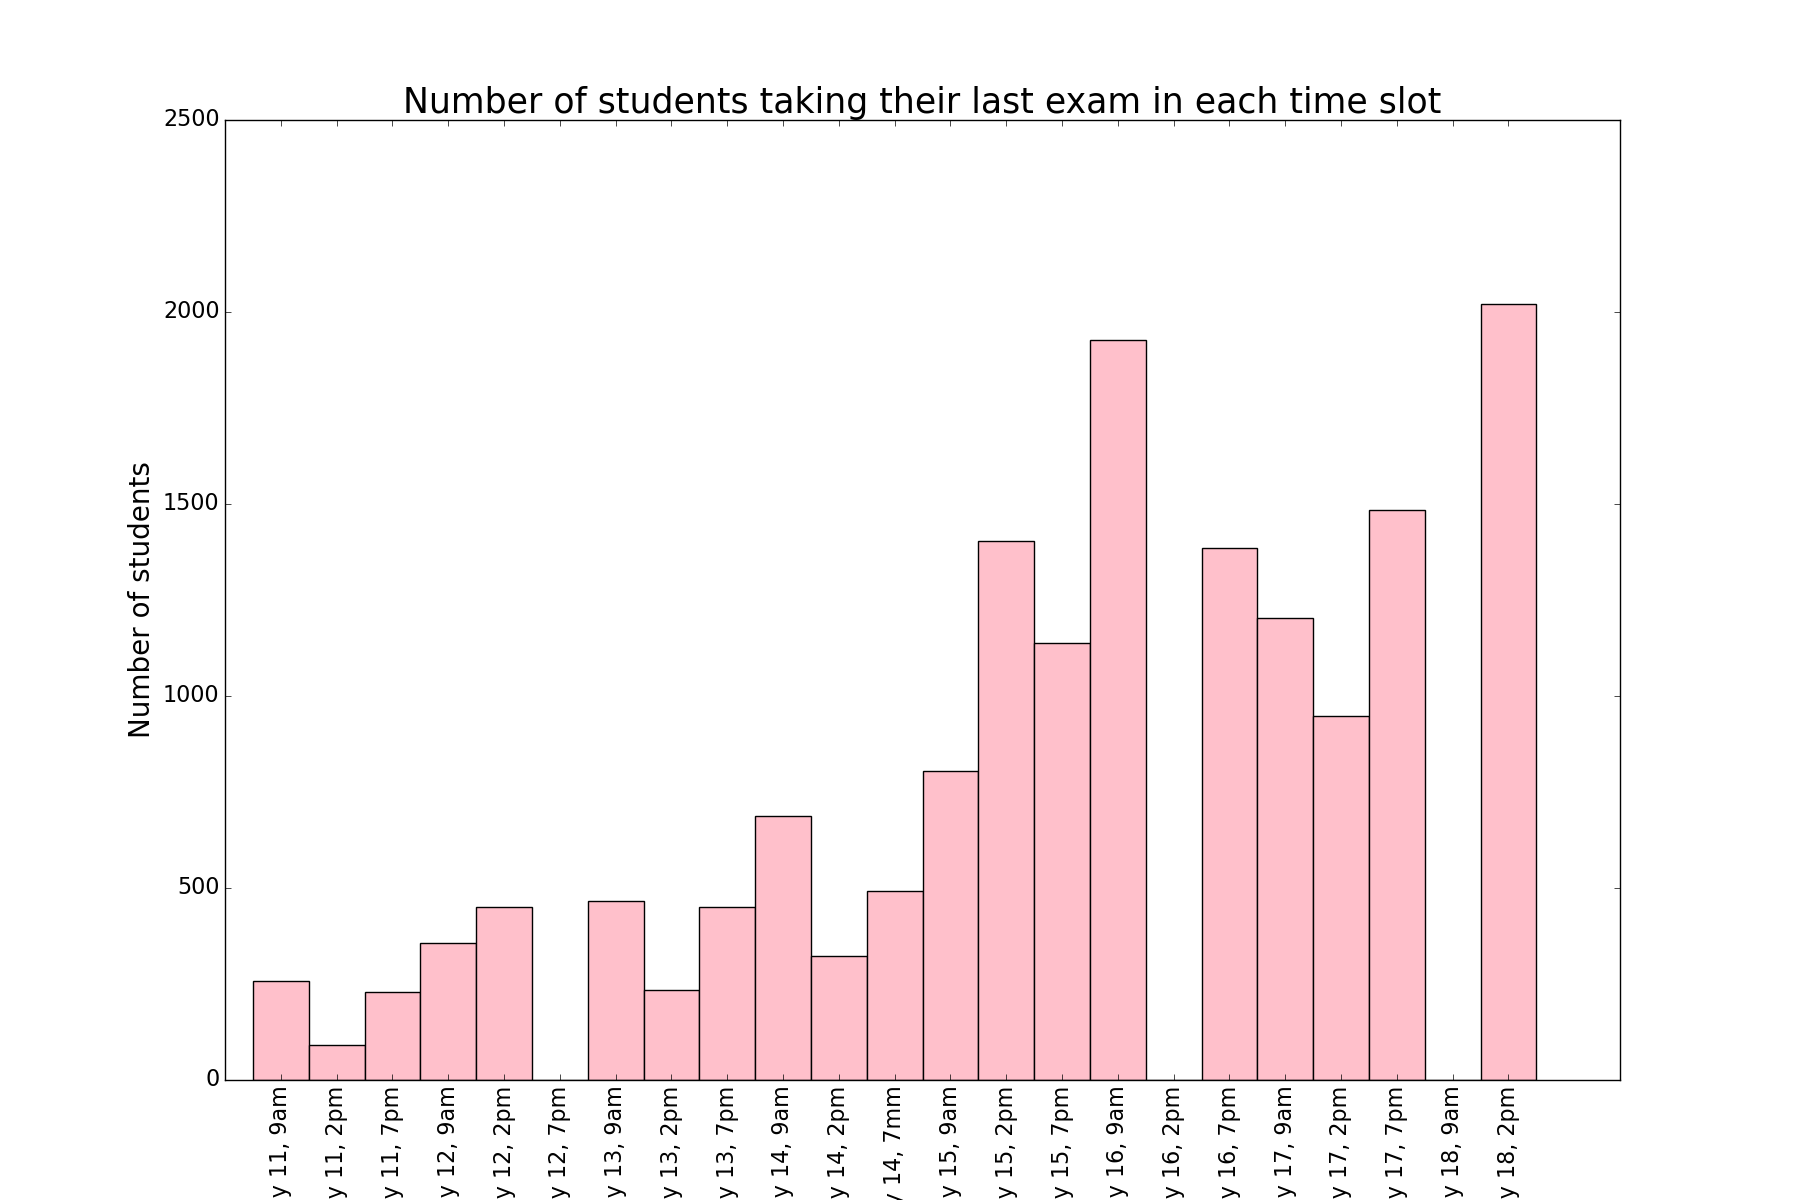 Number of students taking their last exam in each time slot
Number of students
2500
2000
1500
1000
500
0
y 11, 9am
y 11, 2pm
y 11, 7pm
y 12, 9am
y 12, 2pm
y 12, 7pm
y 13, 9am
y 13, 2pm
y 13, 7pm
y 14, 9am
y 14, 2pm
y 14, 7mm
y 15, 9am
y 15, 2pm
y 15, 7pm
y 16, 9am
y 16, 2pm
y 16, 7pm
y 17, 9am
y 17, 2pm
y 17, 7pm
y 18, 9am
y 18, 2pm